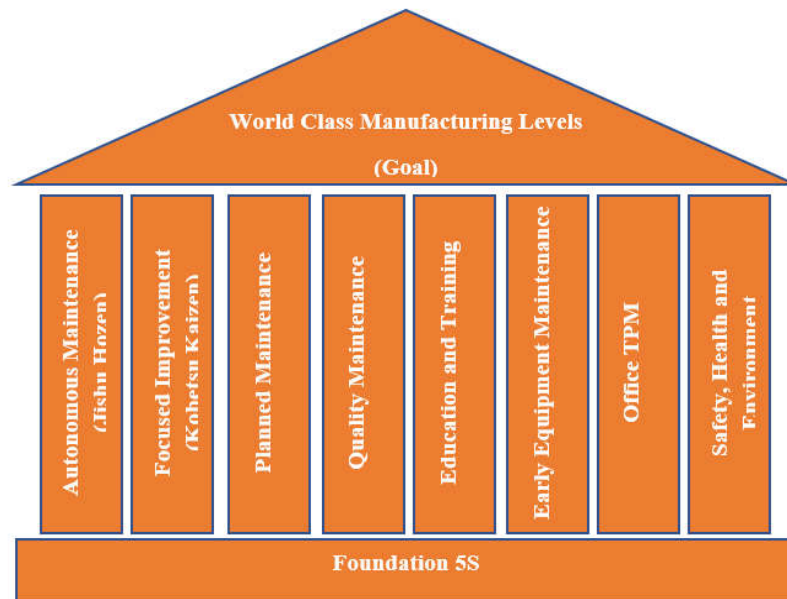 World Class Manufacturing Levels
(Goal)
Autonomous Maintenance
(Jishu Hozen)
Focused Improvement
(Kobetsu Kaizen)
Planned Maintenance
Quality Maintenance
Education and Training
Early Equipment Maintenance
Office TPM
Safety, Health and
Environment
Foundation 5S